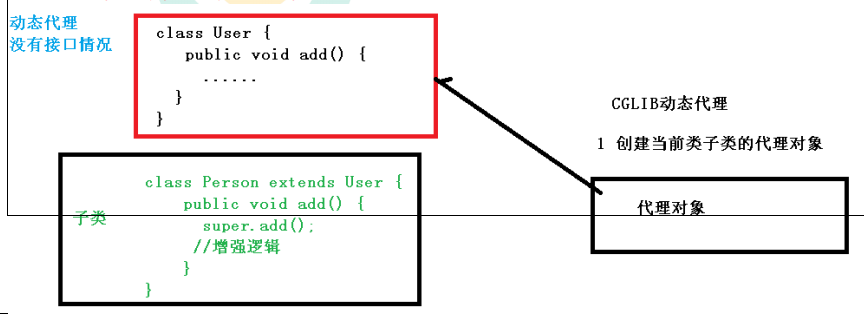 动态代理
没有接口情况
class User {
public void add() {
......
}
}
CGLIB动态代理
1 创建当前类子类的代理对象
子类
class Person extends User {
public void add() {
super.add();
//增强逻辑
}
}
代理对象